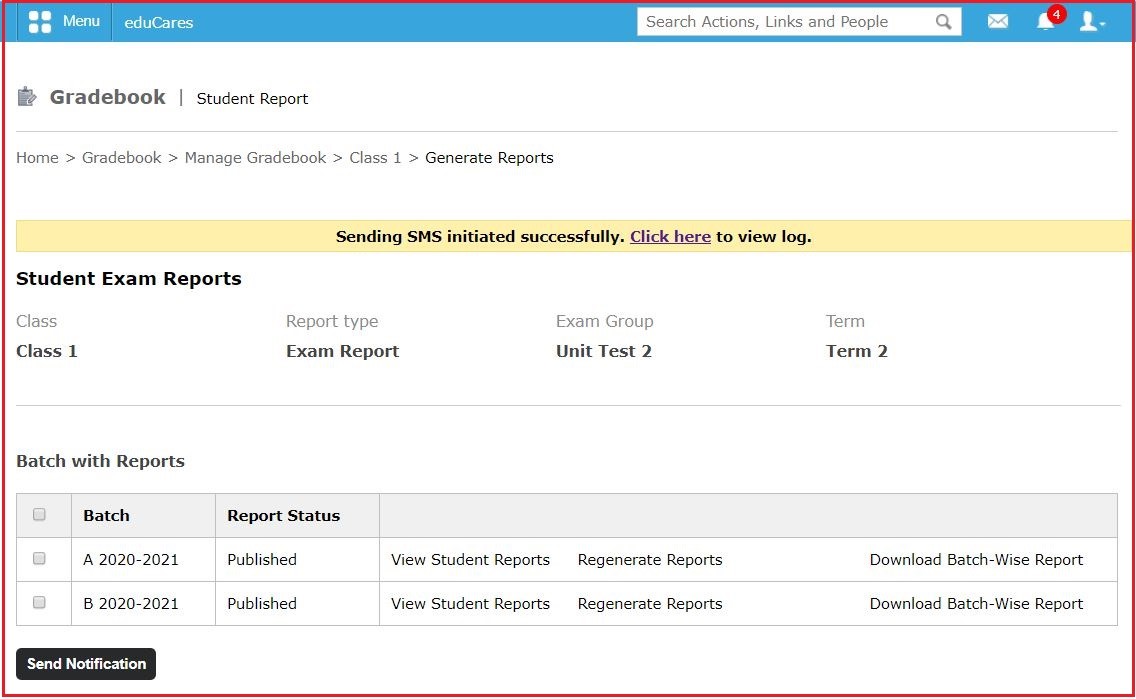 Menu eduCares Search Actions, Links and People 4
Gradebook | Student Report
Home > Gradebook > Manage Gradebook > Class 1 > Generate Reports
Sending SMS initiated successfully. Click here to view log.
Student Exam Reports
Class Report type Exam Group Term
Class 1 Exam Report Unit Test 2 Term 2
Batch with Reports
Batch Report Status
A 2020-2021 Published View Student Reports Regenerate Reports Download Batch-Wise Report
B 2020-2021 Published View Student Reports Regenerate Reports Download Batch-Wise Report
Send Notification